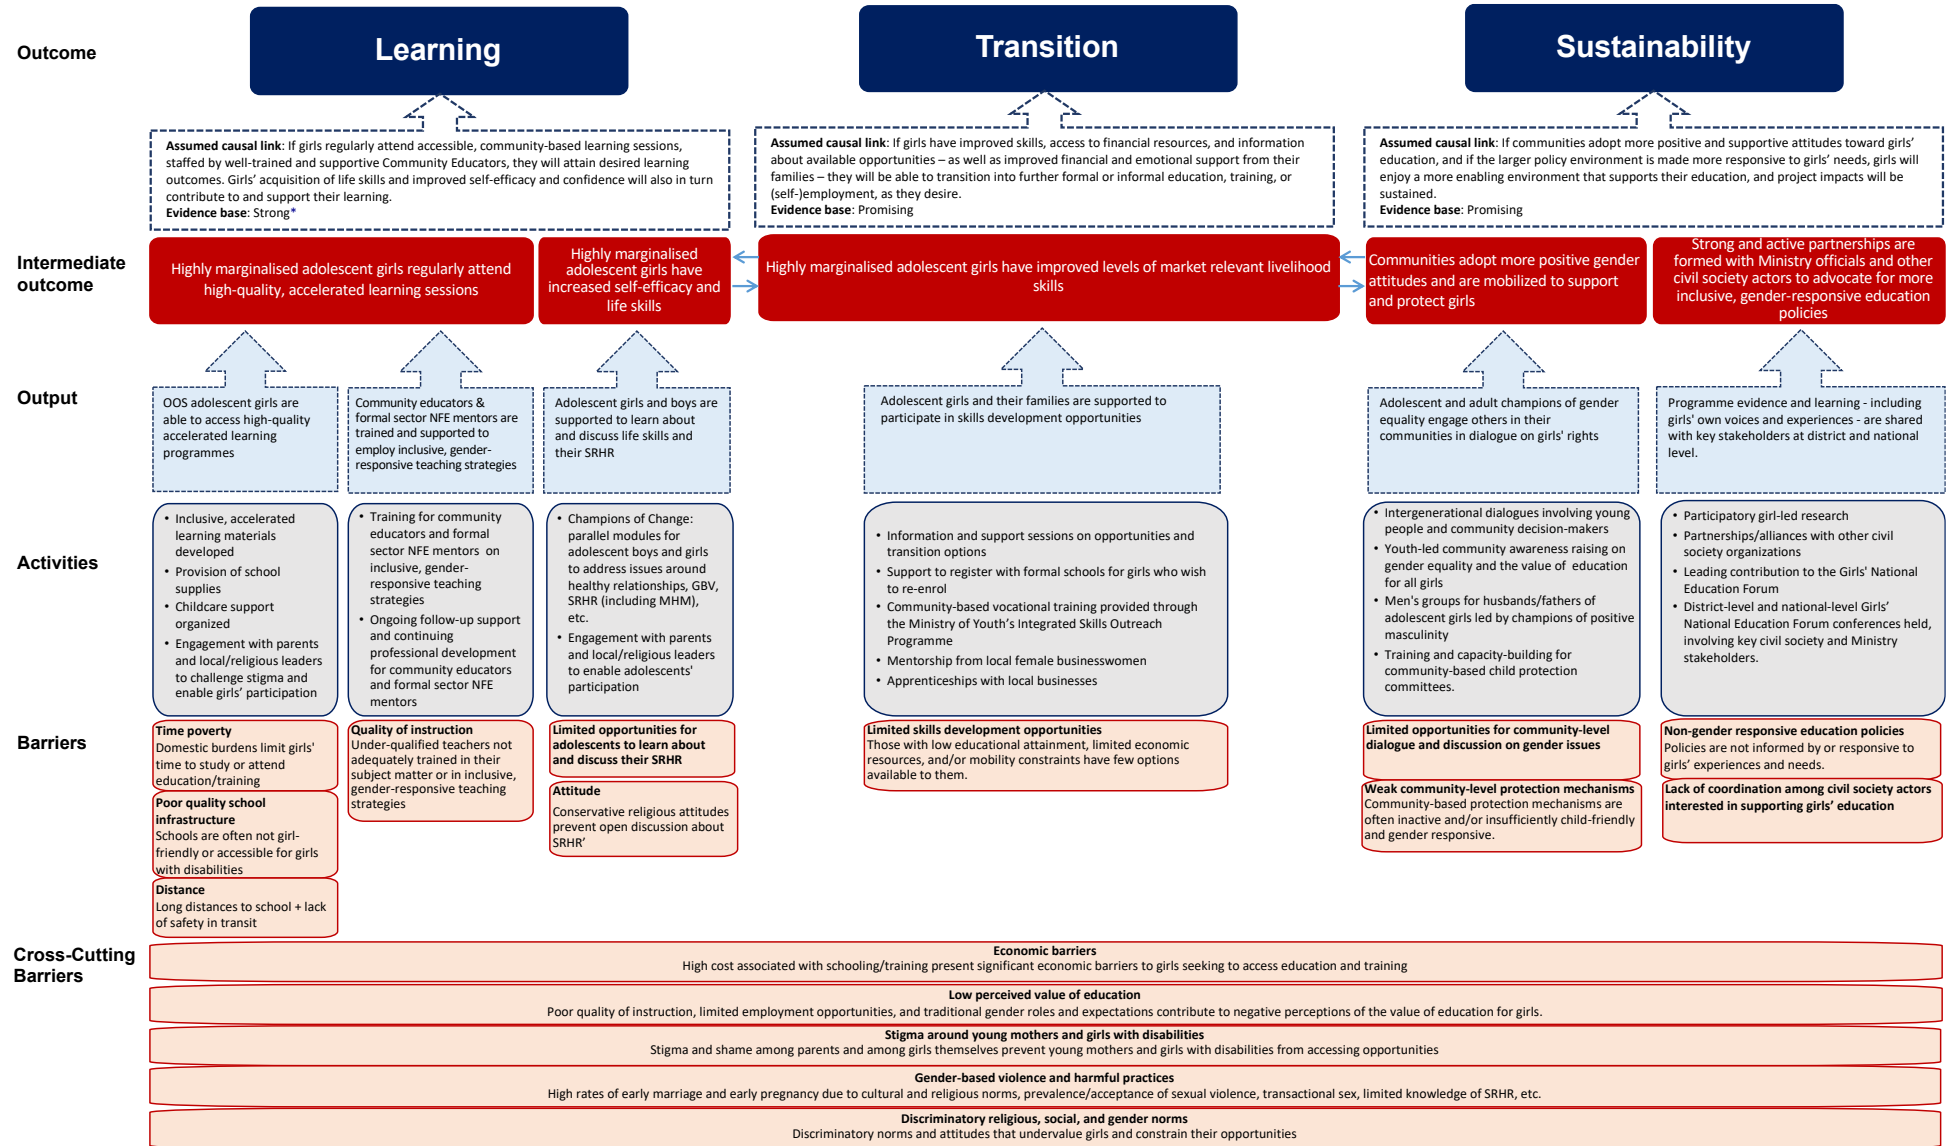 Outcome
Learning
Transition
Sustainability
Assumed causal link: If girls regularly attend accessible, community-based learning sessions,
staffed by well-trained and supportive Community Educators, they will attain desired learning
outcomes. Girls' acquisition of life skills and improved self-efficacy and confidence will also in turn
contribute to and support their learning.
Evidence base: Strong*
Assumed causal link: If girls have improved skills, access to financial resources, and information
about available opportunities – as well as improved financial and emotional support from their
families – they will be able to transition into further formal or informal education, training, or
(self-)employment, as they desire.
Evidence base: Promising
Assumed causal link: If communities adopt more positive and supportive attitudes toward girls'
education, and if the larger policy environment is made more responsive to girls' needs, girls will
enjoy a more enabling environment that supports their education, and project impacts will be
sustained.
Evidence base: Promising
Intermediate
outcome
Highly marginalised adolescent girls regularly attend
high-quality, accelerated learning sessions
Highly marginalised
adolescent girls have
increased self-efficacy and
life skills
Highly marginalised adolescent girls have improved levels of market relevant livelihood
skills
Communities adopt more positive gender
attitudes and are mobilized to support
and protect girls
Strong and active partnerships are
formed with Ministry officials and other
civil society actors to advocate for more
inclusive, gender-responsive education
policies
Output
OOS adolescent girls are
able to access high-quality
accelerated learning
programmes
Community educators &
formal sector NFE mentors are
trained and supported to
employ inclusive, gender-
responsive teaching strategies
Adolescent girls and boys are
supported to learn about
and discuss life skills and
their SRHR
Adolescent girls and their families are supported to
participate in skills development opportunities
Adolescent and adult champions of gender
equality engage others in their
communities in dialogue on girls' rights
Programme evidence and learning - including
girls' own voices and experiences - are shared
with key stakeholders at district and national
level.
Activities
• Inclusive, accelerated
learning materials
developed
• Provision of school
supplies
• Childcare support
organized
• Engagement with parents
and local/religious leaders
to challenge stigma and
enable girls' participation
• Training for community
educators and formal
sector NFE mentors on
inclusive, gender-
responsive teaching
strategies
• Ongoing follow-up support
and continuing
professional development
for community educators
and formal sector NFE
mentors
• Champions of Change:
parallel modules for
adolescent boys and girls
to address issues around
healthy relationships, GBV,
SRHR (including MHM),
etc.
• Engagement with parents
and local/religious leaders
to enable adolescents'
participation
• Information and support sessions on opportunities and
transition options
• Support to register with formal schools for girls who wish
to re-enrol
• Community-based vocational training provided through
the Ministry of Youth's Integrated Skills Outreach
Programme
• Mentorship from local female businesswomen
• Apprenticeships with local businesses
• Intergenerational dialogues involving young
people and community decision-makers
• Youth-led community awareness raising on
gender equality and the value of education
for all girls
• Men's groups for husbands/fathers of
adolescent girls led by champions of positive
masculinity
• Training and capacity-building for
community-based child protection
committees.
• Participatory girl-led research
• Partnerships/alliances with other civil
society organizations
• Leading contribution to the Girls' National
Education Forum
• District-level and national-level Girls'
National Education Forum conferences held,
involving key civil society and Ministry
stakeholders.
Barriers
Time poverty
Domestic burdens limit girls'
time to study or attend
education/training
Poor quality school
infrastructure
Schools are often not girl-
friendly or accessible for girls
with disabilities
Distance
Long distances to school + lack
of safety in transit
Quality of instruction
Under-qualified teachers not
adequately trained in their
subject matter or in inclusive,
gender-responsive teaching
strategies
Limited opportunities for
adolescents to learn about
and discuss their SRHR
Attitude
Conservative religious attitudes
prevent open discussion about
SRHR'
Limited skills development opportunities
Those with low educational attainment, limited economic
resources, and/or mobility constraints have few options
available to them.
Limited opportunities for community-level
dialogue and discussion on gender issues
Weak community-level protection mechanisms
Community-based protection mechanisms are
often inactive and/or insufficiently child-friendly
and gender responsive.
Non-gender responsive education policies
Policies are not informed by or responsive to
girls' experiences and needs.
Lack of coordination among civil society actors
interested in supporting girls' education
Cross-Cutting
Barriers
Economic barriers
High cost associated with schooling/training present significant economic barriers to girls seeking to access education and training
Low perceived value of education
Poor quality of instruction, limited employment opportunities, and traditional gender roles and expectations contribute to negative perceptions of the value of education for girls.
Stigma around young mothers and girls with disabilities
Stigma and shame among parents and among girls themselves prevent young mothers and girls with disabilities from accessing opportunities
Gender-based violence and harmful practices
High rates of early marriage and early pregnancy due to cultural and religious norms, prevalence/acceptance of sexual violence, transactional sex, limited knowledge of SRHR, etc.
Discriminatory religious, social, and gender norms
Discriminatory norms and attitudes that undervalue girls and constrain their opportunities